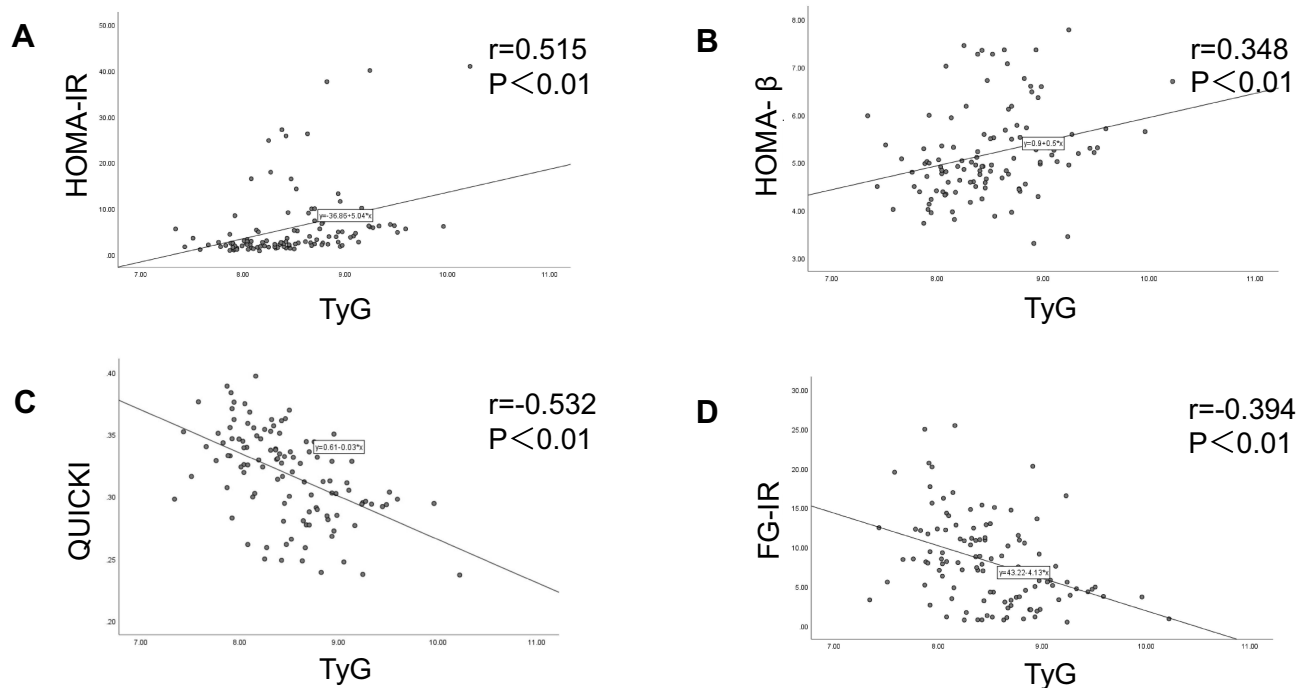 A
HOMA-IR
50.00
40.00
30.00
20.00
10.00
.00
r=0.515
P＜0.01
y=-36.86+5.04*x
7.00 8.00 9.00 10.00 11.00
TyG
B
HOMA- β
8.00
7.00
6.00
5.00
4.00
3.00
r=0.348
P＜0.01
y=0.9+0.5*x
7.00 8.00 9.00 10.00 11.00
TyG
C
QUICKI
.40
.35
.30
.25
.20
r=-0.532
P＜0.01
y=0.61-0.03*x
7.00 8.00 9.00 10.00 11.00
TyG
D
FG-IR
30.00
25.00
20.00
15.00
10.00
5.00
.00
r=-0.394
P＜0.01
y=43.22-4.13*x
7.00 8.00 9.00 10.00 11.00
TyG